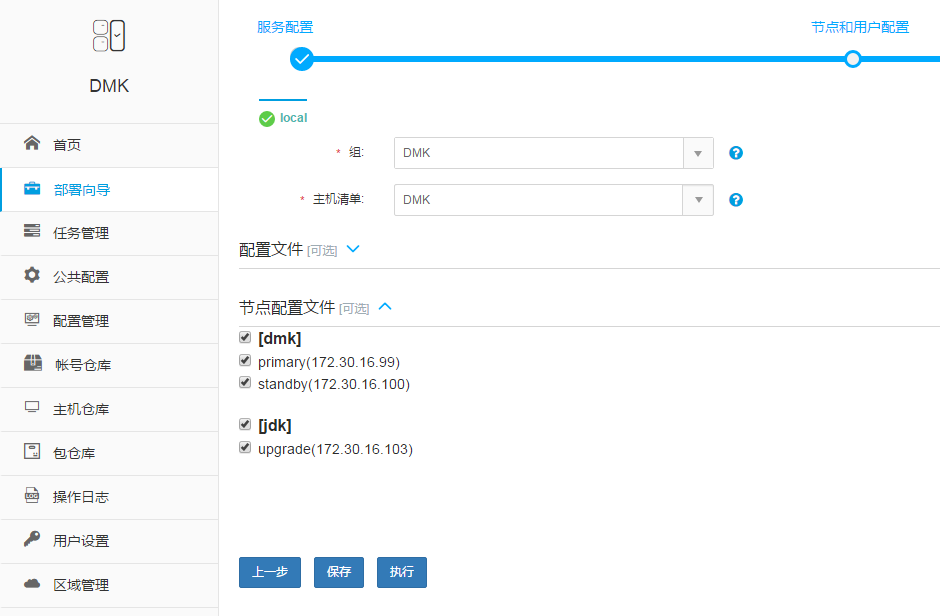 DMK
首页
部署向导
任务管理
公共配置
配置管理
帐号仓库
主机仓库
包仓库
操作日志
用户设置
区域管理
服务配置
节点和用户配置
local
* 组: DMK
* 主机清单: DMK
配置文件 [可选]
节点配置文件 [可选]
[dmk]
primary(172.30.16.99)
standby(172.30.16.100)
[jdk]
upgrade(172.30.16.103)
上一步 保存 执行